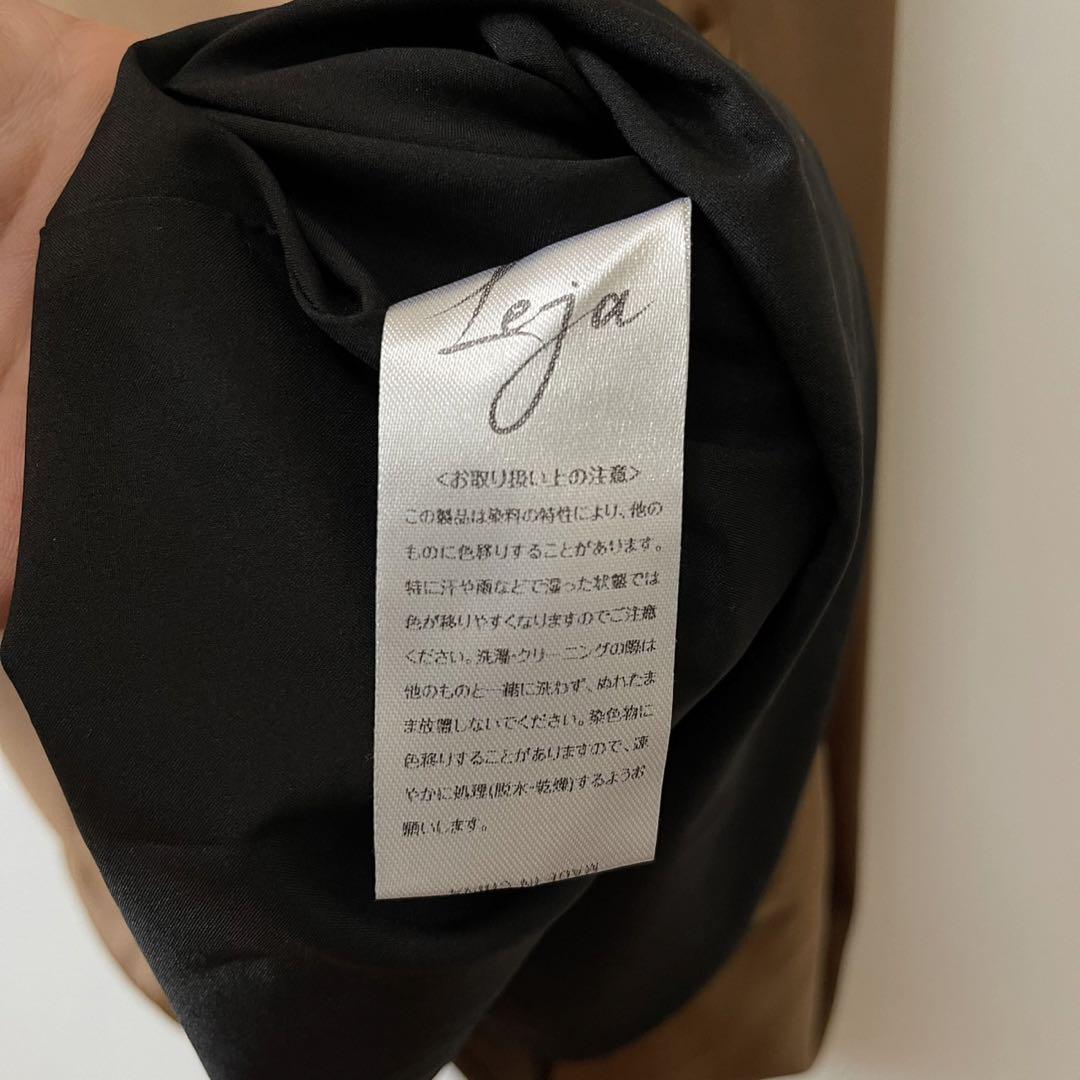 Leja
<お取り扱い上の注意>
この製品は染料の特性により、他の
ものに色移りすることがあります。
特に汗や雨などで湿った状態では
色が移りやすくなりますのでご注意
ください。洗濯・クリーニングの際は
他のものと一緒に洗わず、ぬれたま
ま放置しないでください。染色物に
色移りすることがありますので、速
やかに処理(脱水・乾燥)するようお
願いします。